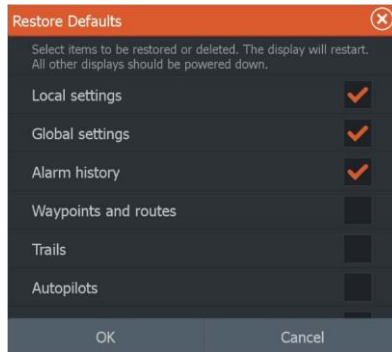 Restore Defaults
Select items to be restored or deleted. The display will restart.
All other displays should be powered down.
Local settings
Global settings
Alarm history
Waypoints and routes
Trails
Autopilots
OK Cancel